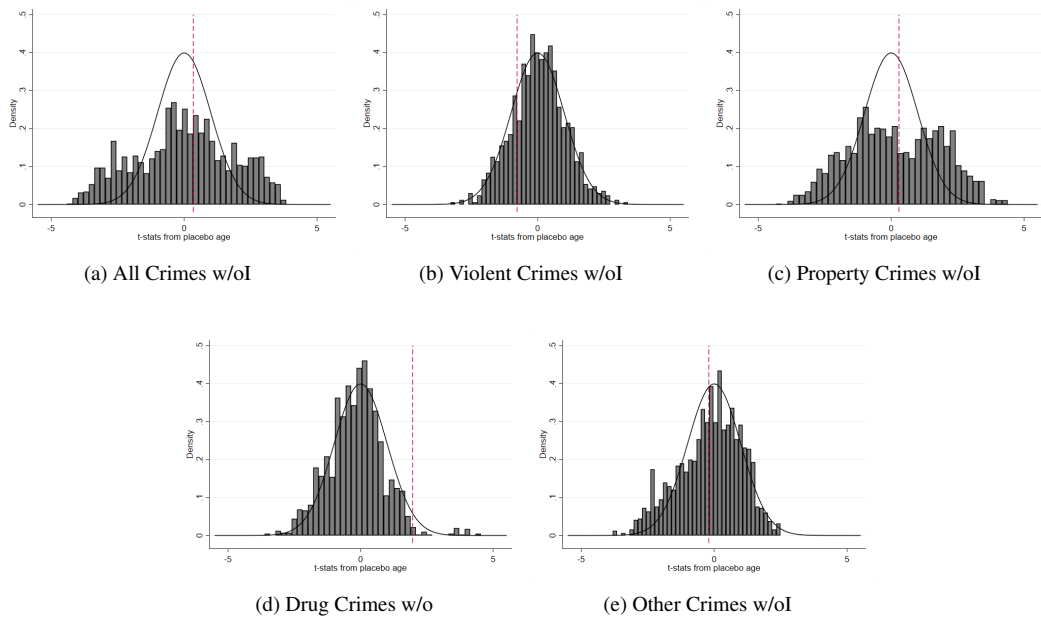 .5
.4
.3
.2
.1
0
Density
-5 0 5
t-stats from placebo age
(a) All Crimes w/oI
.5
.4
.3
.2
.1
0
Density
-5 0 5
t-stats from placebo age
(b) Violent Crimes w/oI
.5
.4
.3
.2
.1
0
Density
-5 0 5
t-stats from placebo age
(c) Property Crimes w/oI
.5
.4
.3
.2
.1
0
Density
-5 0 5
t-stats from placebo age
(d) Drug Crimes w/o
.5
.4
.3
.2
.1
0
Density
-5 0 5
t-stats from placebo age
(e) Other Crimes w/oI